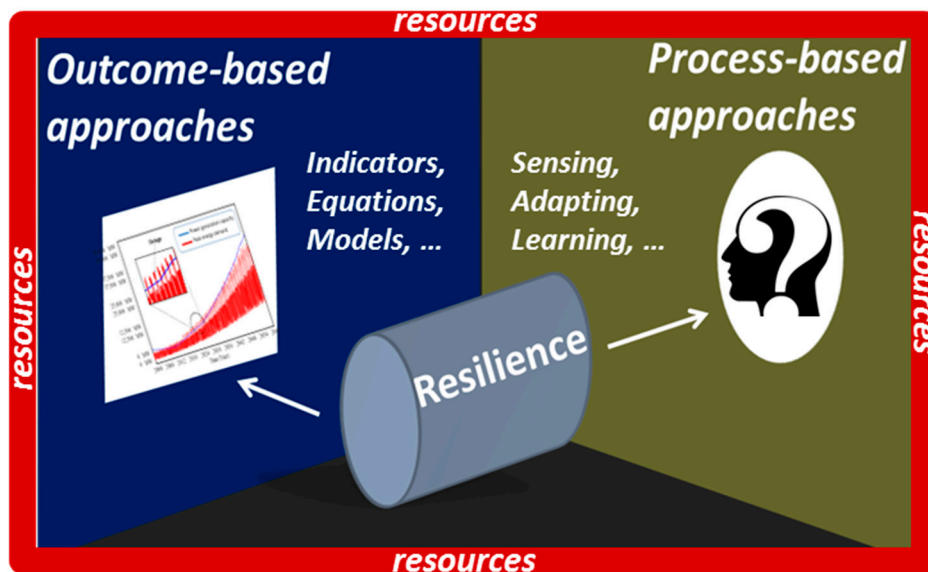 resources
Outcome-based
approaches
Process-based
approaches
Indicators,
Equations,
Models, ...
Sensing,
Adapting,
Learning, ...
resources
resources
Resilience
resources